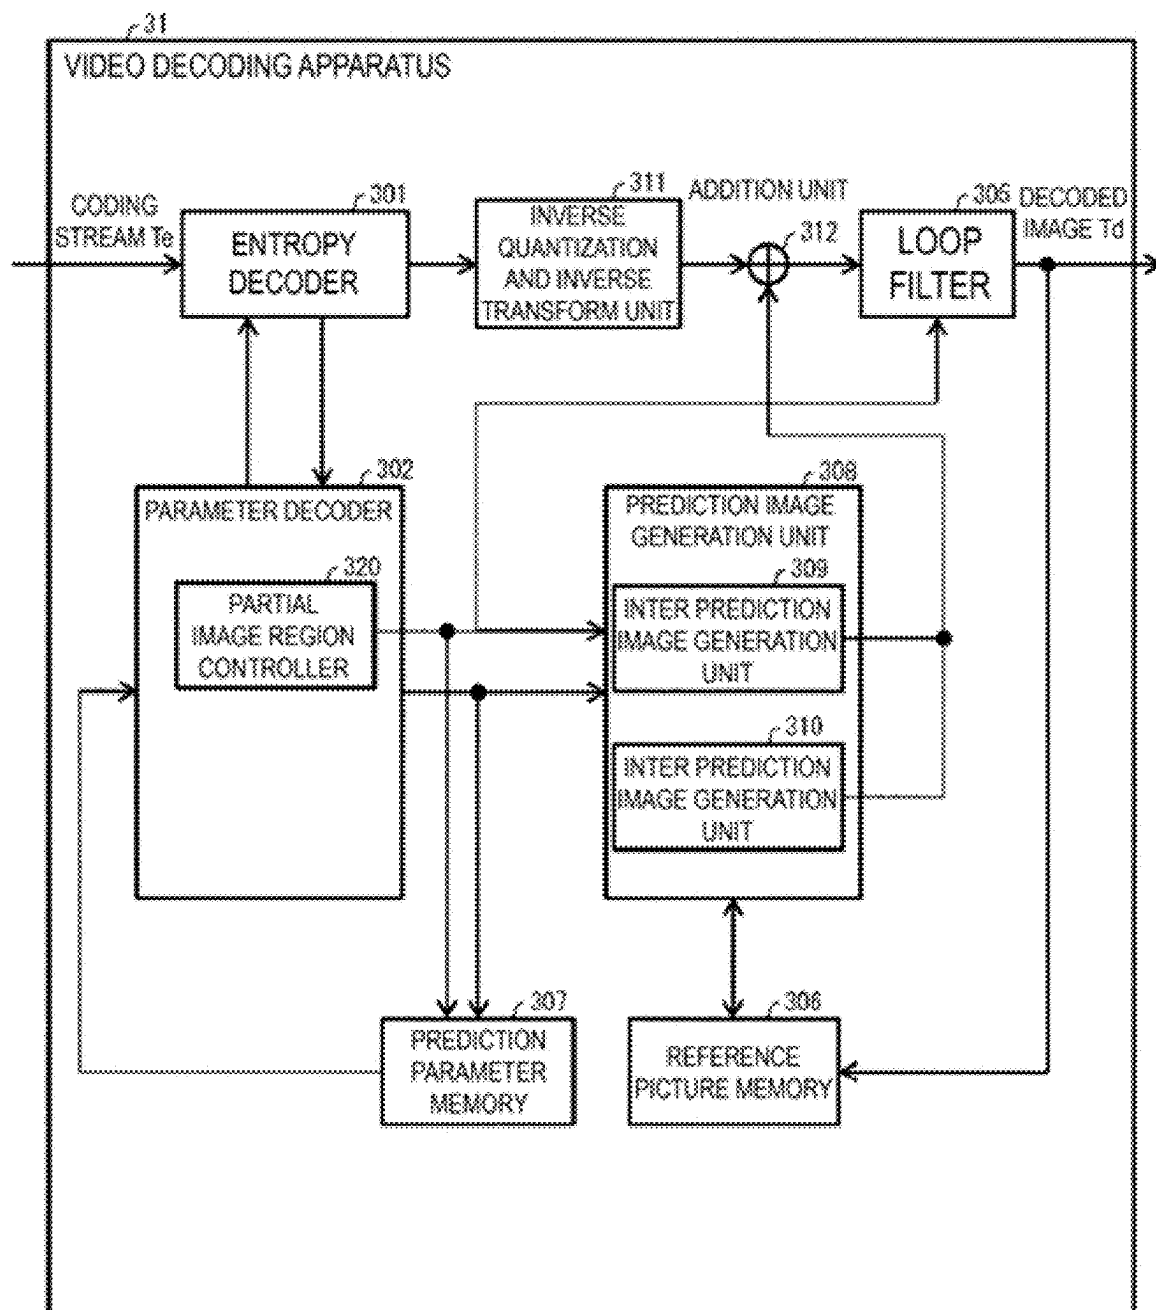 31
VIDEO DECODING APPARATUS
CODING
STREAM Te
301
ENTROPY
DECODER
311
INVERSE
QUANTIZATION
AND INVERSE
TRANSFORM UNIT
ADDITION UNIT
312
305
LOOP
FILTER
DECODED
IMAGE Td
302
PARAMETER DECODER
320
PARTIAL
IMAGE REGION
CONTROLLER
308
PREDICTION IMAGE
GENERATION UNIT
309
INTER PREDICTION
IMAGE GENERATION
UNIT
310
INTER PREDICTION
IMAGE GENERATION
UNIT
307
PREDICTION
PARAMETER
MEMORY
306
REFERENCE
PICTURE MEMORY